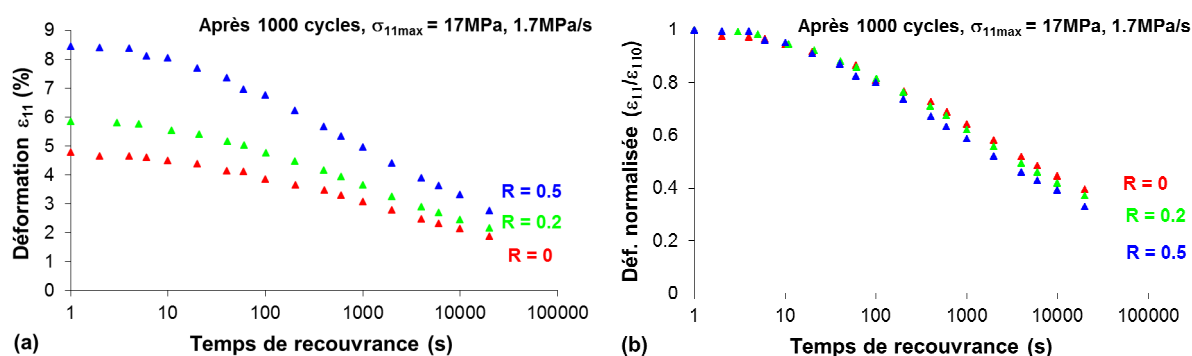 Après 1000 cycles, σ11max = 17MPa, 1.7MPa/s
9
8
7
6
5
4
3
2
1
0
Déformation ε11 (%)
R = 0.5
R = 0.2
R = 0
1
10
100
1000
10000
100000
(a)
Temps de recouvrance (s)
Après 1000 cycles, σ11max = 17MPa, 1.7MPa/s
1
0.8
0.6
0.4
0.2
0
Déf. normalisée (ε11/ε110)
R = 0
R = 0.2
R = 0.5
1
10
100
1000
10000
100000
(b)
Temps de recouvrance (s)